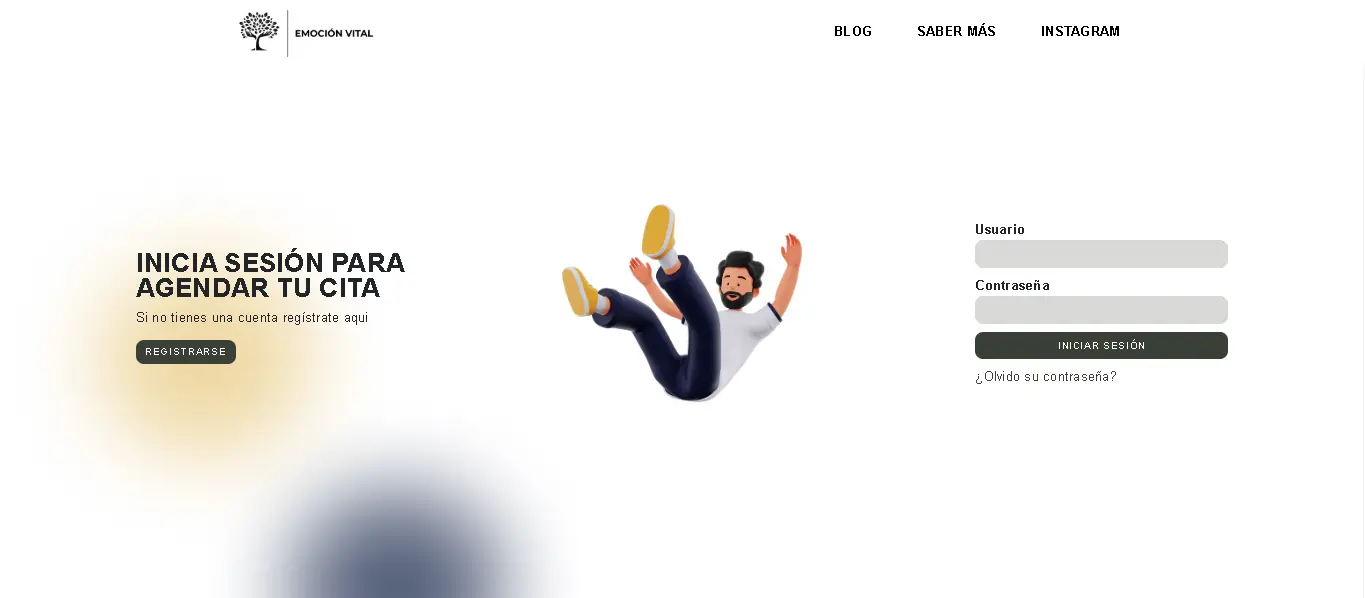 EMOCIÓN VITAL
BLOG
SABER MÁS
INSTAGRAM
INICIA SESIÓN PARA
AGENDAR TU CITA
Si no tienes una cuenta regístrate aqui
REGISTRARSE
Usuario
Contraseña
INICIAR SESIÓN
¿Olvido su contraseña?